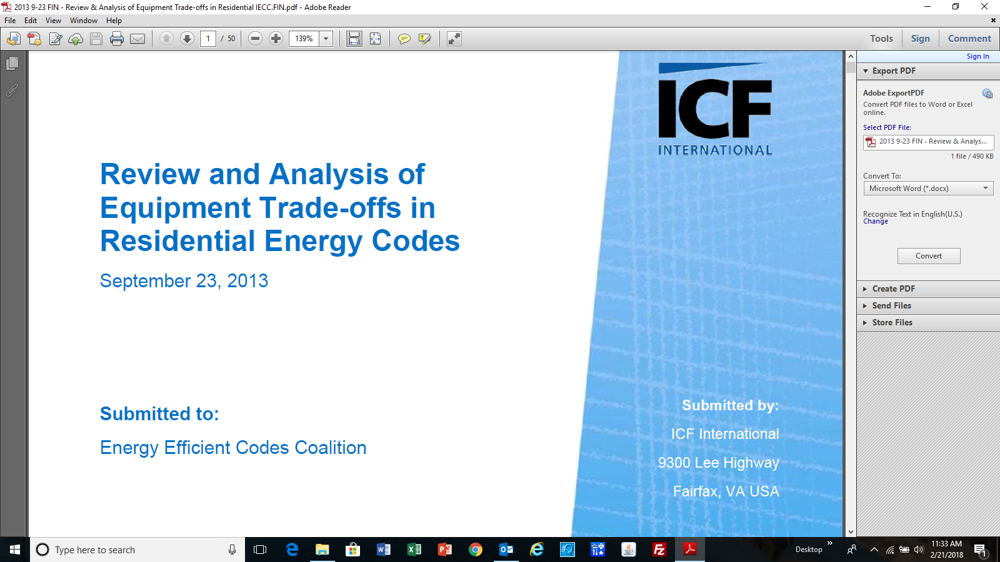 2013 9-23 FIN - Review & Analysis of Equipment Trade-offs in Residential IECC.FIN.pdf - Adobe Reader
File Edit View Window Help
1 / 50 139% Tools Sign Comment
Sign In
Export PDF
Adobe ExportPDF
Convert PDF files to Word or Excel
online.
Select PDF File:
2013 9-23 FIN - Review & Analys...
1 file / 490 KB
Convert To:
Microsoft Word (*.docx)
Recognize Text in English(U.S.)
Change
Convert
Create PDF
Send Files
Store Files
ICF
INTERNATIONAL
Review and Analysis of
Equipment Trade-offs in
Residential Energy Codes
September 23, 2013
Submitted to:
Energy Efficient Codes Coalition
Submitted by:
ICF International
9300 Lee Highway
Fairfax, VA USA
Type here to search
Desktop
11:33 AM
2/21/2018
1